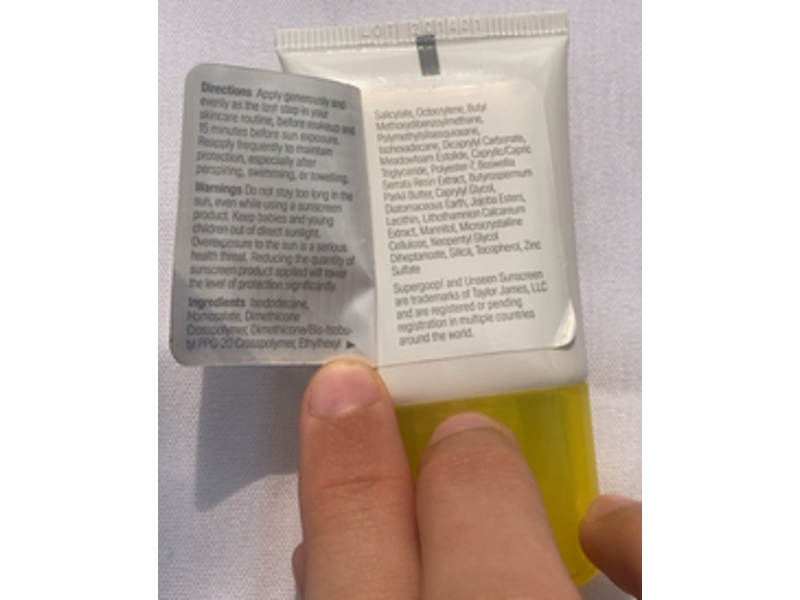 Directions Apply generously and
evenly as the last step in your
skincare routine, before makeup and
15 minutes before sun exposure.
Reapply frequently to maintain
protection, especially after
perspiring, swimming, or towelling.
Warnings Do not stay too long in the
sun, even while using a sunscreen
product. Keep babies and young
children out of direct sunlight.
Overexposure to the sun is a serious
health threat. Reducing the quantity of
sunscreen product applied will lower
the level of protection significantly.
Ingredients Isododecane,
Homosalate, Dimethicone
Crosspolymer, Dimethicone/Bis-Isobu-
tyl PPG-20 Crosspolymer, Ethylhexyl ►
Salicylate, Octocrylene, Butyl
Methoxydibenzoylmethane,
Polymethylsilsesquioxane,
Isohexadecane, Dicaprylyl Carbonate,
Meadowfoam Estolide, Caprylic/Capric
Triglyceride, Polyester-7, Boswellia
Serrata Resin Extract, Butyrospermum
Parkii Butter, Caprylyl Glycol,
Diatomaceous Earth, Jojoba Esters,
Lecithin, Lithothamnion Calcareum
Extract, Mannitol, Microcrystalline
Cellulose, Neopentyl Glycol
Diheptanoate, Silica, Tocopherol, Zinc
Sulfate
Supergoop! and Unseen Sunscreen
are trademarks of Taylor James, LLC
and are registered or pending
registration in multiple countries
around the world.